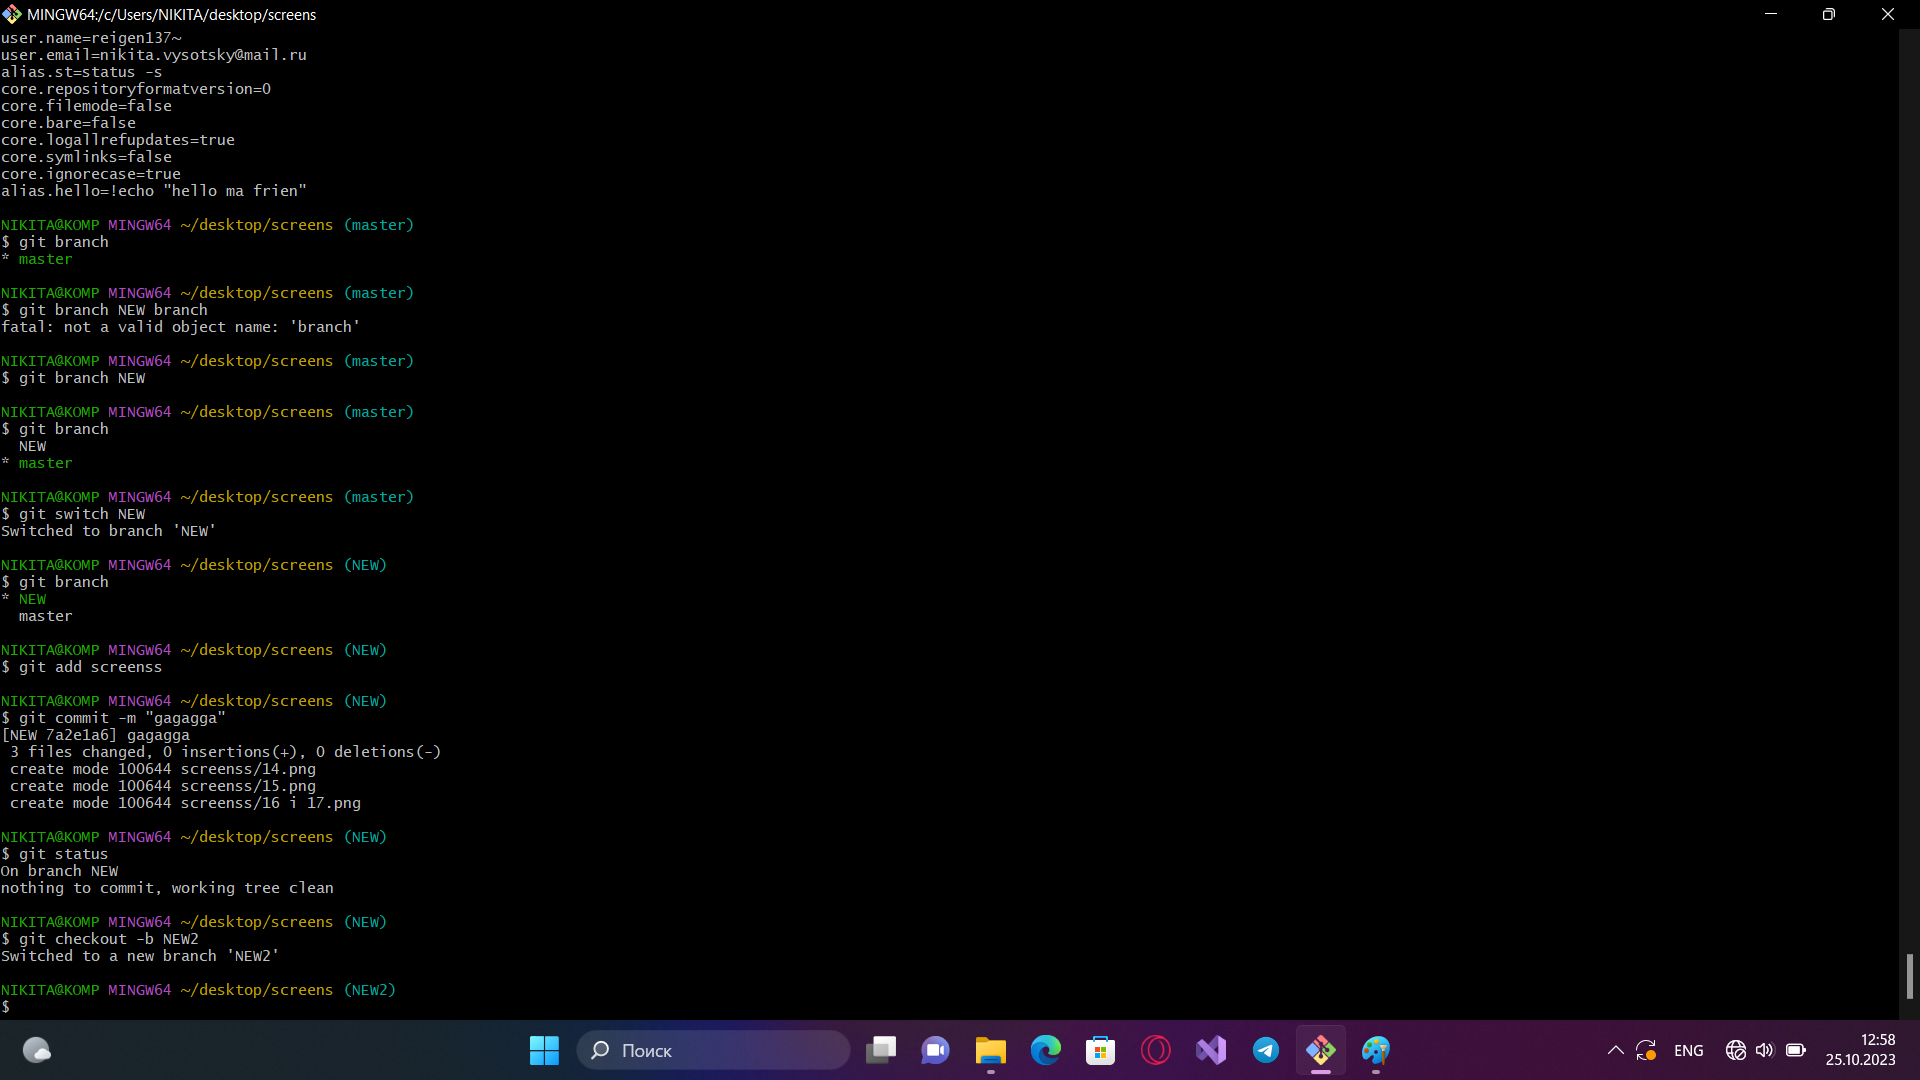 MINGW64:/c/Users/NIKITA/desktop/screens
user.name=reigen137~
user.email=nikita.vysotsky@mail.ru
alias.st=status -s
core.repositoryformatversion=0
core.filemode=false
core.bare=false
core.logallrefupdates=true
core.symlinks=false
core.ignorecase=true
alias.hello=!echo "hello ma frien"
NIKITA@KOMP MINGW64 ~/desktop/screens (master)
$ git branch
* master
NIKITA@KOMP MINGW64 ~/desktop/screens (master)
$ git branch NEW branch
fatal: not a valid object name: 'branch'
NIKITA@KOMP MINGW64 ~/desktop/screens (master)
$ git branch NEW
NIKITA@KOMP MINGW64 ~/desktop/screens (master)
$ git branch
NEW
* master
NIKITA@KOMP MINGW64 ~/desktop/screens (master)
$ git switch NEW
Switched to branch 'NEW'
NIKITA@KOMP MINGW64 ~/desktop/screens (NEW)
$ git branch
* NEW
master
NIKITA@KOMP MINGW64 ~/desktop/screens (NEW)
$ git add screenss
NIKITA@KOMP MINGW64 ~/desktop/screens (NEW)
$ git commit -m "gagagga"
[NEW 7a2e1a6] gagagga
3 files changed, 0 insertions(+), 0 deletions(-)
create mode 100644 screenss/14.png
create mode 100644 screenss/15.png
create mode 100644 screenss/16 i 17.png
NIKITA@KOMP MINGW64 ~/desktop/screens (NEW)
$ git status
On branch NEW
nothing to commit, working tree clean
NIKITA@KOMP MINGW64 ~/desktop/screens (NEW)
$ git checkout -b NEW2
Switched to a new branch 'NEW2'
NIKITA@KOMP MINGW64 ~/desktop/screens (NEW2)
$
Поиск
ENG
12:58
25.10.2023